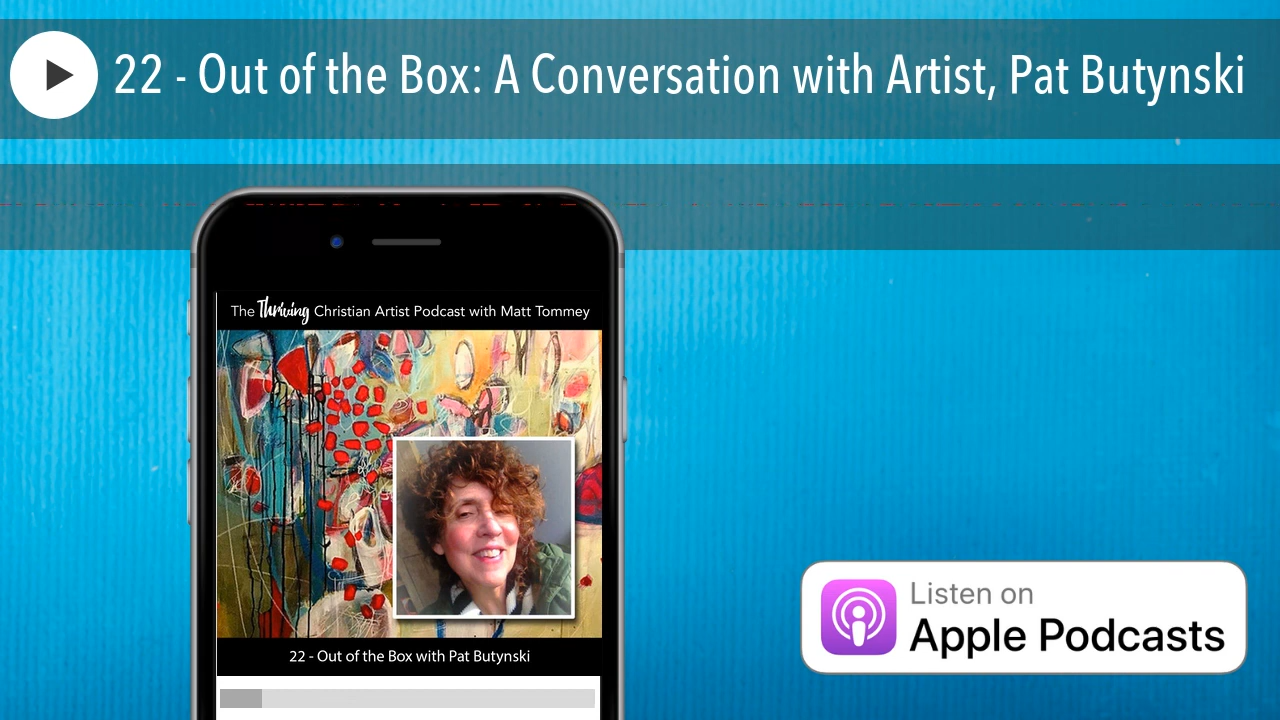 22 - Out of the Box: A Conversation with Artist, Pat Butynski
The Thriving Christian Artist Podcast with Matt Tommey
22 - Out of the Box with Pat Butynski
Listen on
Apple Podcasts